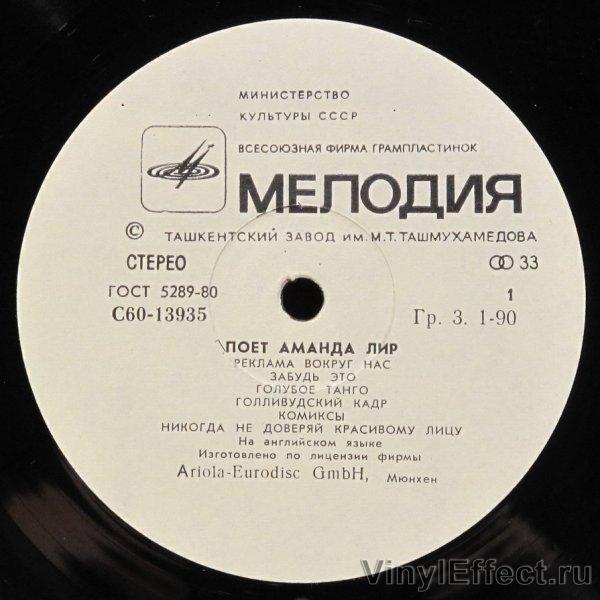 МИНИСТЕРСТВО
КУЛЬТУРЫ СССР
ВСЕСОЮЗНАЯ ФИРМА ГРАМПЛАСТИНОК
МЕЛОДИЯ
© ТАШКЕНТСКИЙ ЗАВОД ИМ. М.Т. ТАШМУХАМЕДОВА
СТЕРЕО 33
ГОСТ 5289-80 1
С60-13935 Гр. 3. 1-90
ПОЕТ АМАНДА ЛИР
РЕКЛАМА ВОКРУГ НАС
ЗАБУДЬ ЭТО
ГОЛУБОЕ ТАНГО
ГОЛЛИВУДСКИЙ КАДР
КОМИКСЫ
НИКОГДА НЕ ДОВЕРЯЙ КРАСИВОМУ ЛИЦУ
На английском языке
Изготовлено по лицензии фирмы
Ariola-Eurodisc GmbH, Мюнхен
VinylEffect.ru